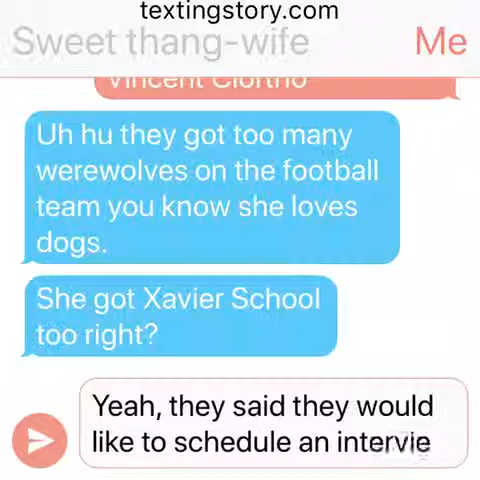 textingstory.com
Sweet thang-wife
Me
Vincent Clortho
Uh hu they got too many
werewolves on the football
team you know she loves
dogs.
She got Xavier School
too right?
Yeah, they said they would
like to schedule an intervie